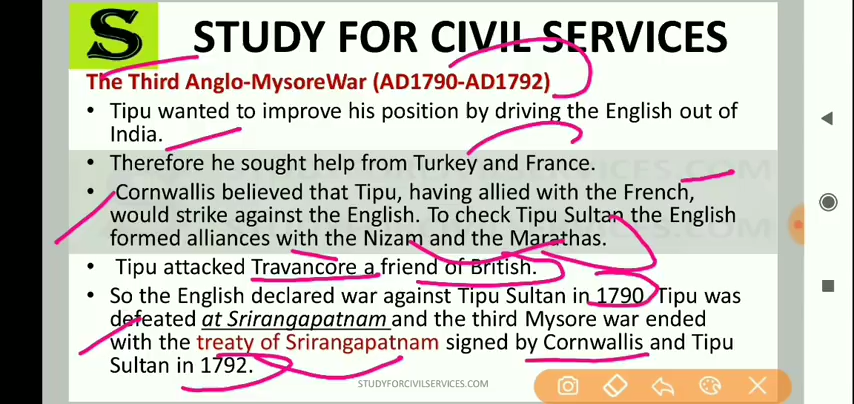 S STUDY FOR CIVIL SERVICES
The Third Anglo-MysoreWar (AD1790-AD1792)
• Tipu wanted to improve his position by driving the English out of
India.
• Therefore he sought help from Turkey and France.
• Cornwallis believed that Tipu, having allied with the French,
would strike against the English. To check Tipu Sultan the English
formed alliances with the Nizam and the Marathas.
• Tipu attacked Travancore a friend of British.
• So the English declared war against Tipu Sultan in 1790 Tipu was
defeated at Srirangapatnam and the third Mysore war ended
with the treaty of Srirangapatnam signed by Cornwallis and Tipu
Sultan in 1792.
STUDYFORCIVILSERVICES.COM